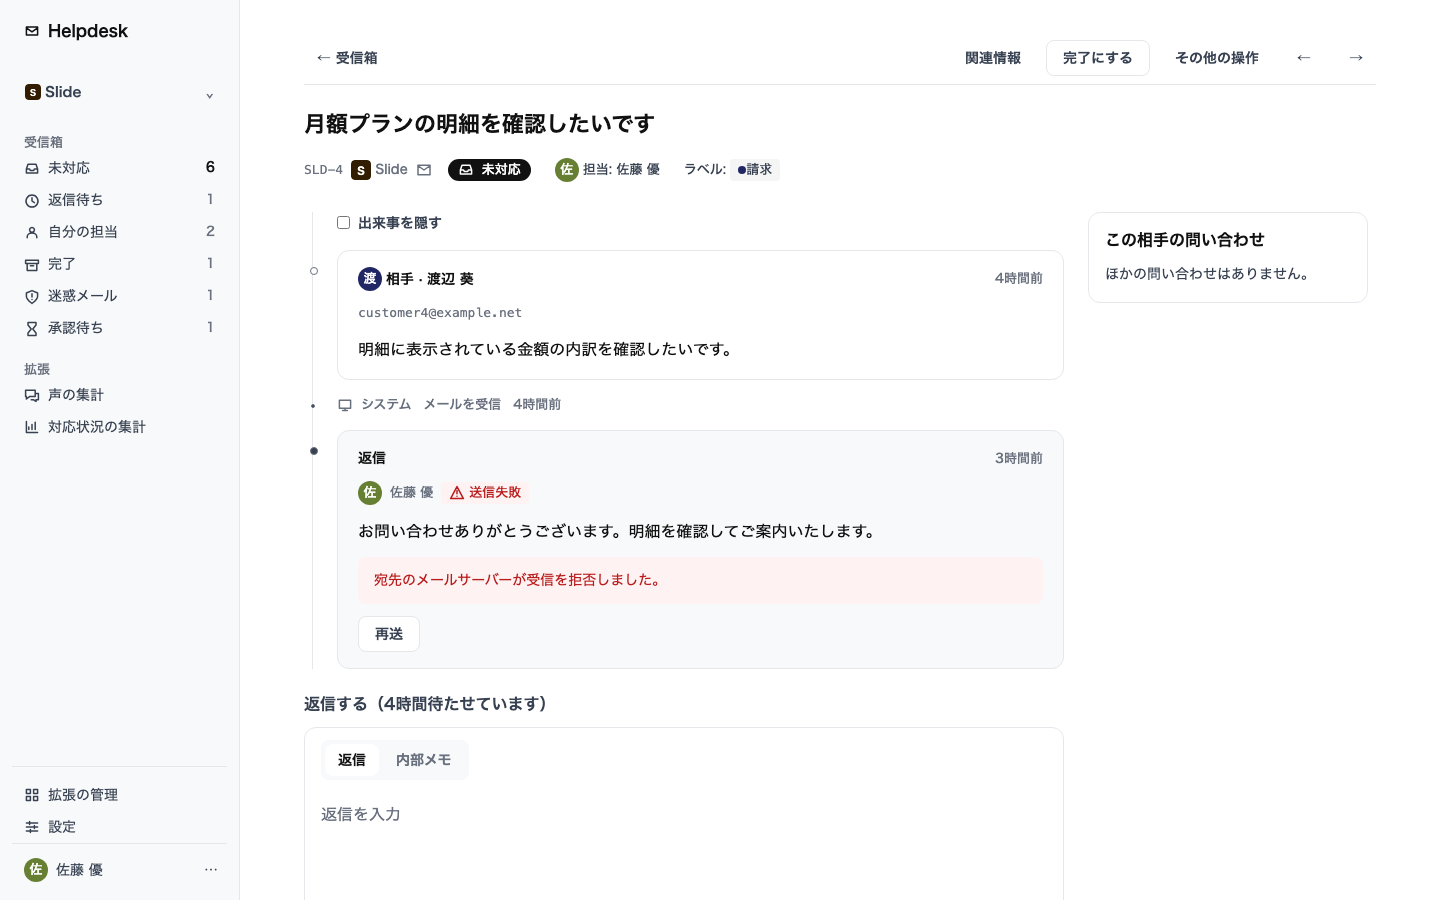 Helpdesk
S Slide
受信箱
未対応 6
返信待ち 1
自分の担当 2
完了 1
迷惑メール 1
承認待ち 1
拡張
声の集計
対応状況の集計
拡張の管理
設定
佐 佐藤 優 …
← 受信箱 関連情報 完了にする その他の操作 ← →
月額プランの明細を確認したいです
SLD-4 S Slide 未対応 佐 担当: 佐藤 優 ラベル: 請求
出来事を隠す
渡 相手 · 渡辺 葵 4時間前
customer4@example.net
明細に表示されている金額の内訳を確認したいです。
システム メールを受信 4時間前
返信 3時間前
佐 佐藤 優 送信失敗
お問い合わせありがとうございます。明細を確認してご案内いたします。
宛先のメールサーバーが受信を拒否しました。
再送
返信する（4時間待たせています）
返信 内部メモ
返信を入力
この相手の問い合わせ
ほかの問い合わせはありません。